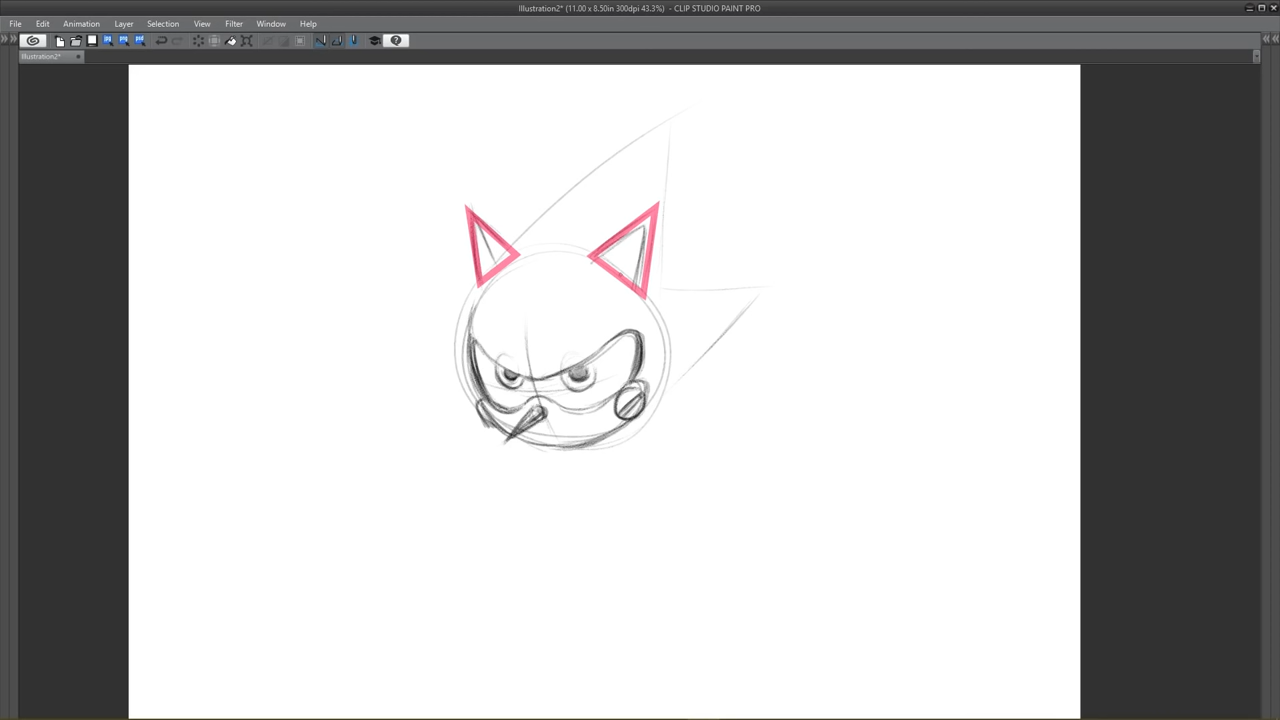 Illustration2* (11.00 x 8.50in 300dpi 43.3%) - CLIP STUDIO PAINT PRO
File Edit Animation Layer Selection View Filter Window Help
Illustration2*